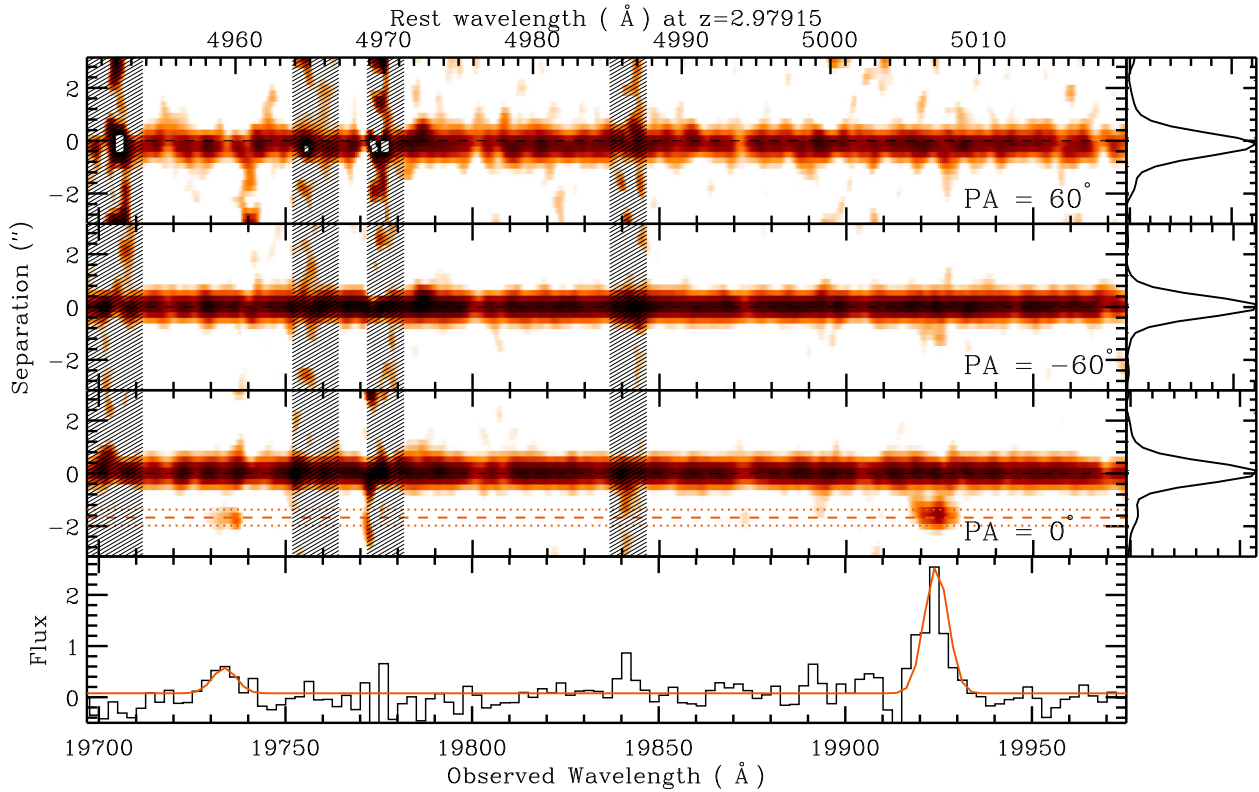 Rest wavelength ( Å ) at z=2.97915
4960 4970 4980 4990 5000 5010
2
0
−2
PA = 60°
2
0
−2
PA = −60°
Separation (″)
2
0
−2
PA = 0°
2
1
0
Flux
19700 19750 19800 19850 19900 19950
Observed Wavelength ( Å )